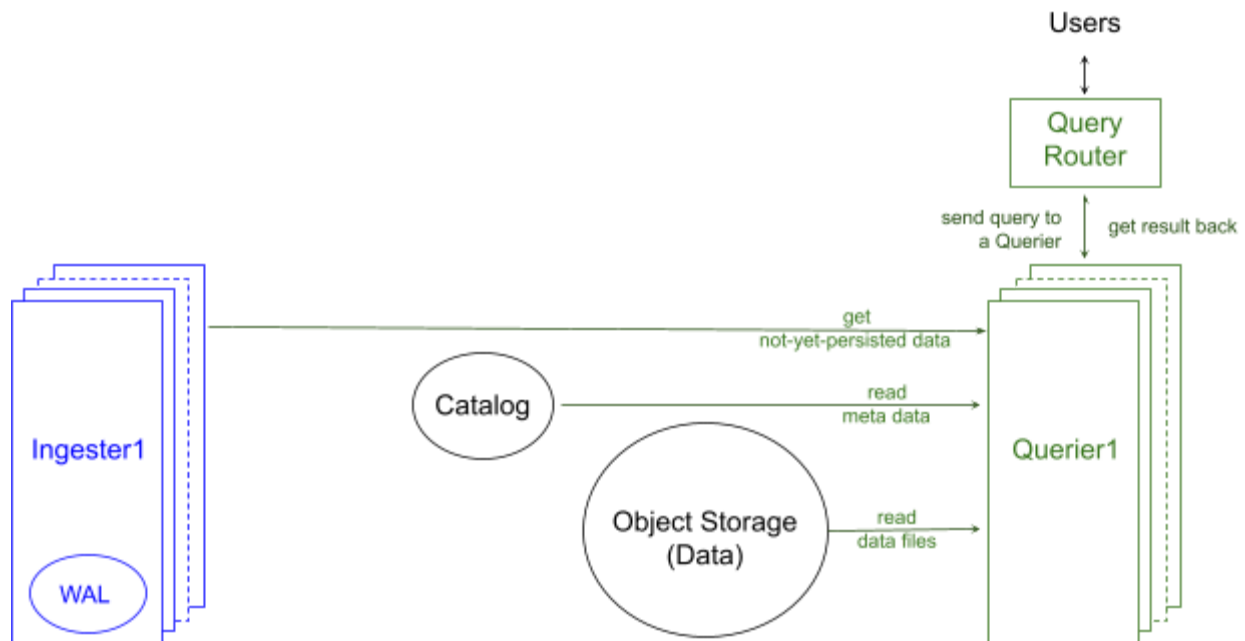 Users
Query
Router
send query to
a Querier
get result back
get
not-yet-persisted data
Catalog
read
meta data
Ingester1
Querier1
Object Storage
(Data)
read
data files
WAL